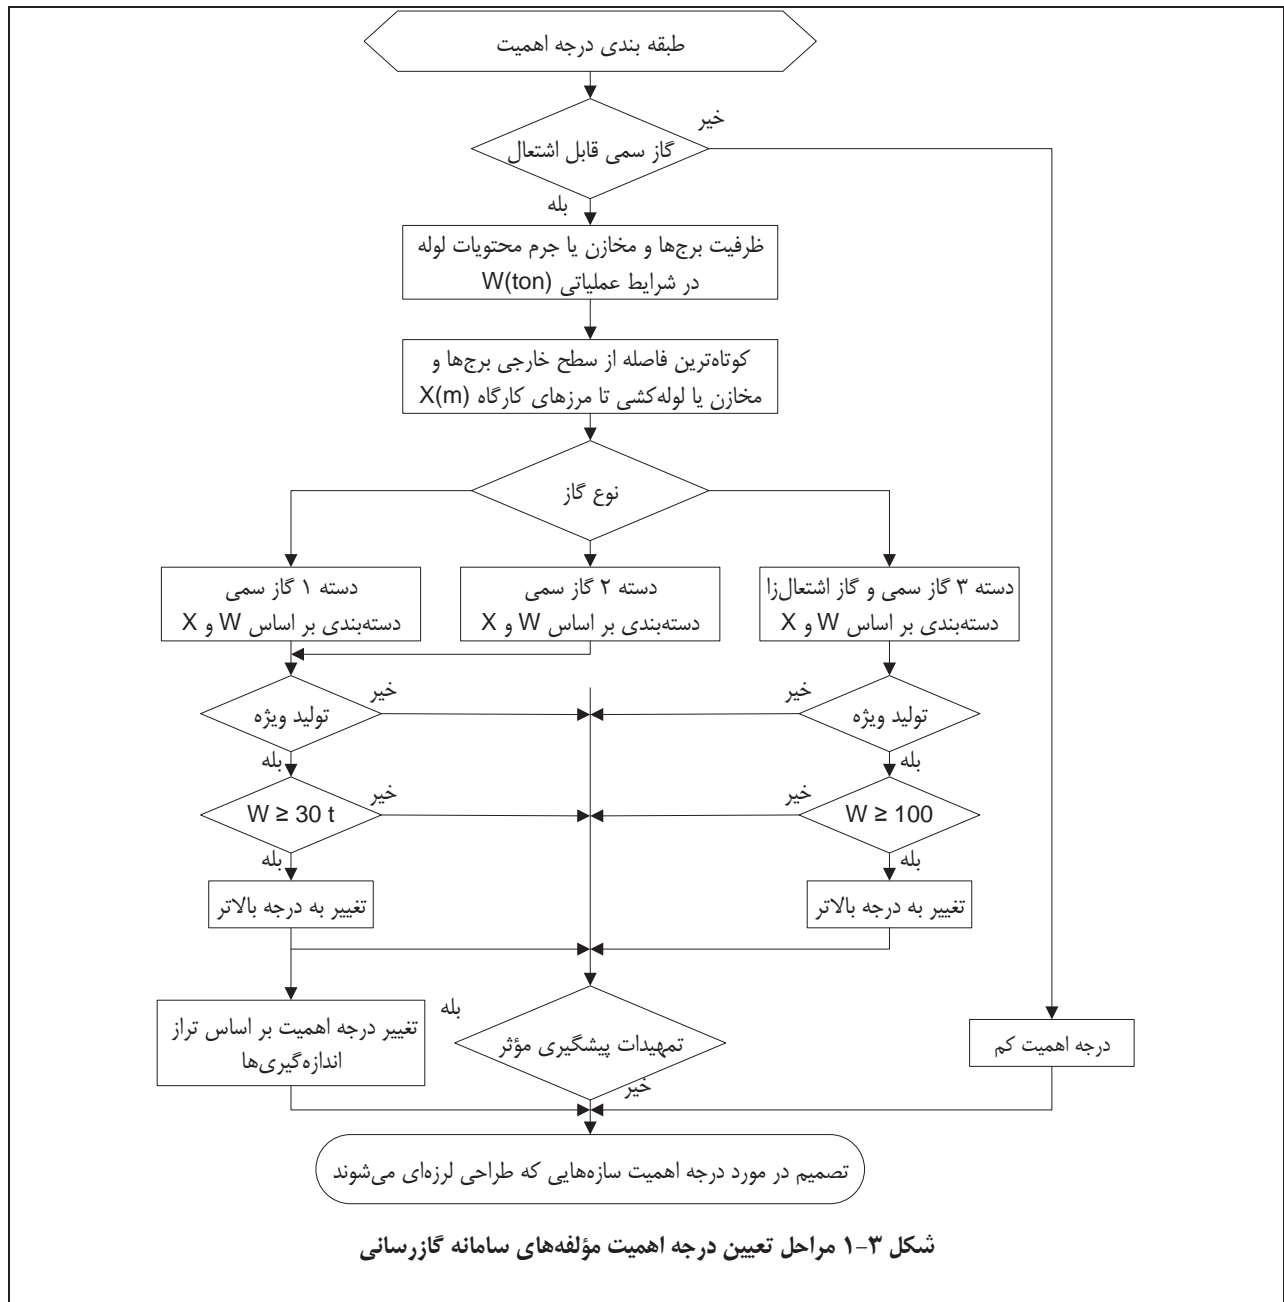 طبقه بندی درجه اهمیت
خیر
گاز سمی قابل اشتعال
بله
ظرفیت برج‌ها و مخازن یا جرم محتویات لوله
در شرایط عملیاتی W(ton)
کوتاه‌ترین فاصله از سطح خارجی برج‌ها و
مخازن یا لوله‌کشی تا مرزهای کارگاه X(m)
نوع گاز
دسته ۳ گاز سمی و گاز اشتعال‌زا
دسته‌بندی بر اساس W و X
دسته ۲ گاز سمی
دسته‌بندی بر اساس W و X
دسته ۱ گاز سمی
دسته‌بندی بر اساس W و X
خیر
تولید ویژه
بله
خیر
W ≥ 100
بله
تغییر به درجه بالاتر
خیر
تولید ویژه
بله
خیر
W ≥ 30 t
بله
تغییر به درجه بالاتر
درجه اهمیت کم
تمهیدات پیشگیری مؤثر
بله
خیر
تغییر درجه اهمیت بر اساس تراز
اندازه‌گیری‌ها
تصمیم در مورد درجه اهمیت سازه‌هایی که طراحی لرزه‌ای می‌شوند
شکل ۳-۱ مراحل تعیین درجه اهمیت مؤلفه‌های سامانه گازرسانی